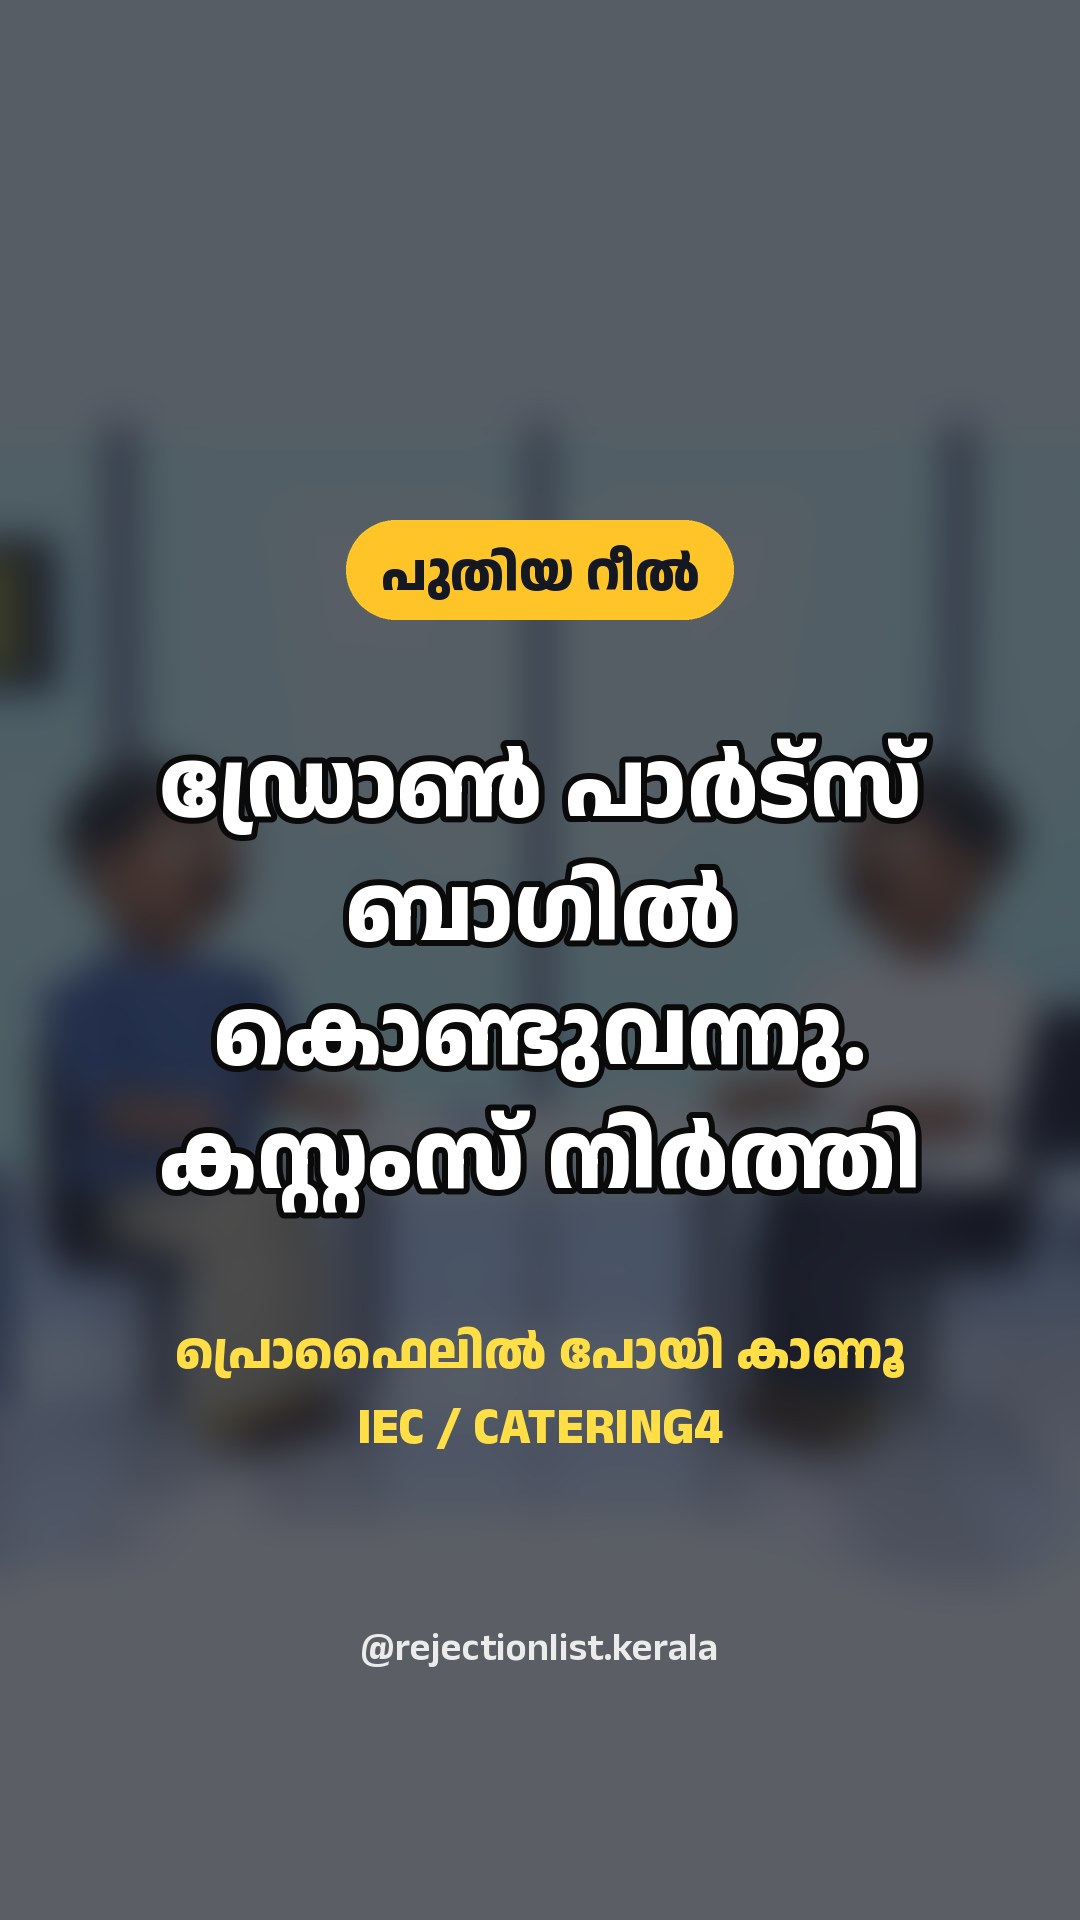 പുതിയ റീൽ
ഡ്രോൺ പാർട്സ്
ബാഗിൽ
കൊണ്ടുവന്നു.
കസ്റ്റംസ് നിർത്തി
പ്രൊഫൈലിൽ പോയി കാണൂ
IEC / CATERING4
@rejectionlist.kerala